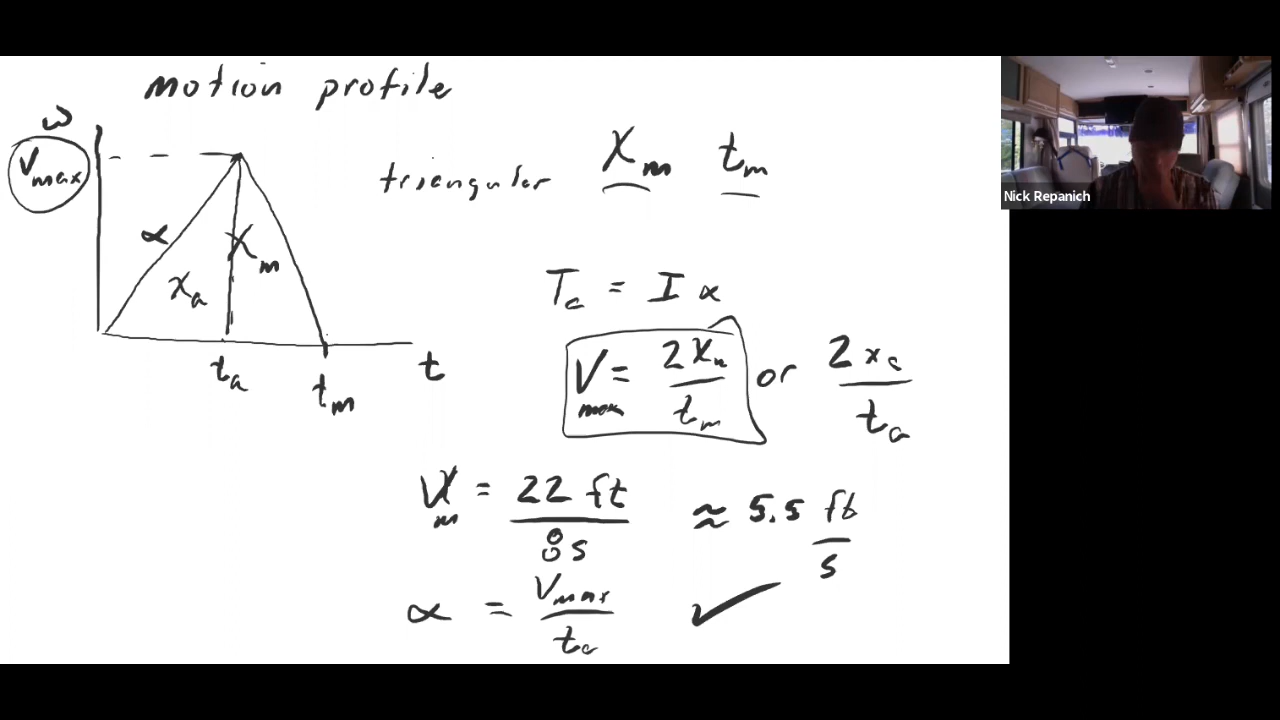 motion profile
ω
Vmax
triangular Xm tm
α
Xm
Xa
Nick Repanich
Ta = I α
Vmax = 2Xm/tm or 2xa/ta
ta tm t
Vm = 22 ft/8s ≈ 5.5 ft/s
α = Vmax/ta ✓